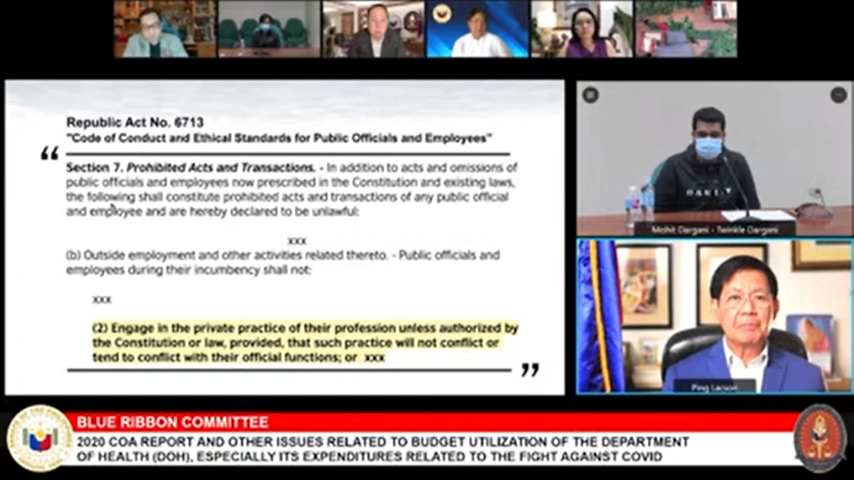 Republic Act No. 6713
"Code of Conduct and Ethical Standards for Public Officials and Employees"
“
Section 7. Prohibited Acts and Transactions. - In addition to acts and omissions of
public officials and employees now prescribed in the Constitution and existing laws,
the following shall constitute prohibited acts and transactions of any public official
and employee and are hereby declared to be unlawful:
xxx
(b) Outside employment and other activities related thereto. - Public officials and
employees during their incumbency shall not:
xxx
(2) Engage in the private practice of their profession unless authorized by
the Constitution or law, provided, that such practice will not conflict or
tend to conflict with their official functions; or xxx
”
Mohit Dargani - Twinkle Dargani
Ping Lacson
BLUE RIBBON COMMITTEE
2020 COA REPORT AND OTHER ISSUES RELATED TO BUDGET UTILIZATION OF THE DEPARTMENT
OF HEALTH (DOH), ESPECIALLY ITS EXPENDITURES RELATED TO THE FIGHT AGAINST COVID